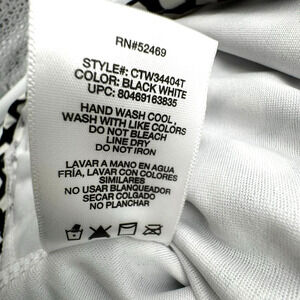 RN#52469
STYLE#: CTW34404T
COLOR: BLACK WHITE
UPC: 80469163835
HAND WASH COOL,
WASH WITH LIKE COLORS
DO NOT BLEACH
LINE DRY
DO NOT IRON
LAVAR A MANO EN AGUA
FRÍA, LAVAR CON COLORES
SIMILARES
NO USAR BLANQUEADOR
SECAR COLGADO
NO PLANCHAR